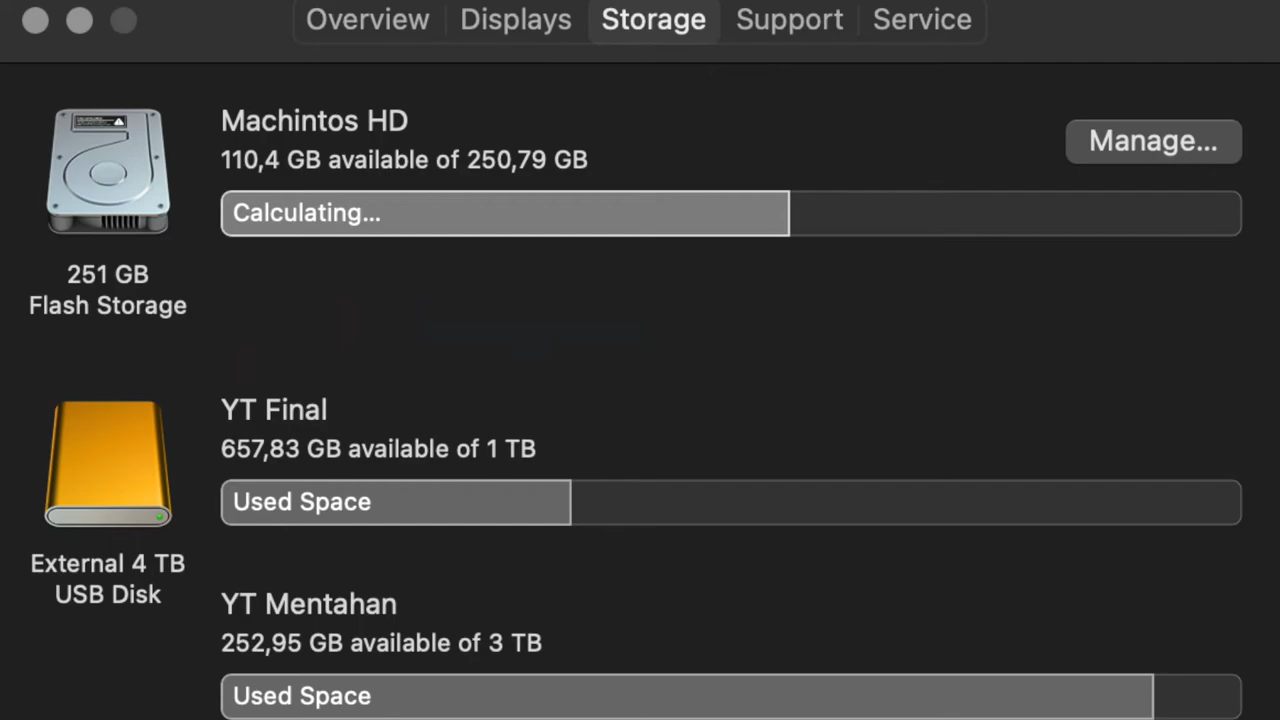 Overview Displays Storage Support Service
Machintos HD
110,4 GB available of 250,79 GB
Manage...
Calculating...
251 GB
Flash Storage
YT Final
657,83 GB available of 1 TB
Used Space
External 4 TB
USB Disk
YT Mentahan
252,95 GB available of 3 TB
Used Space